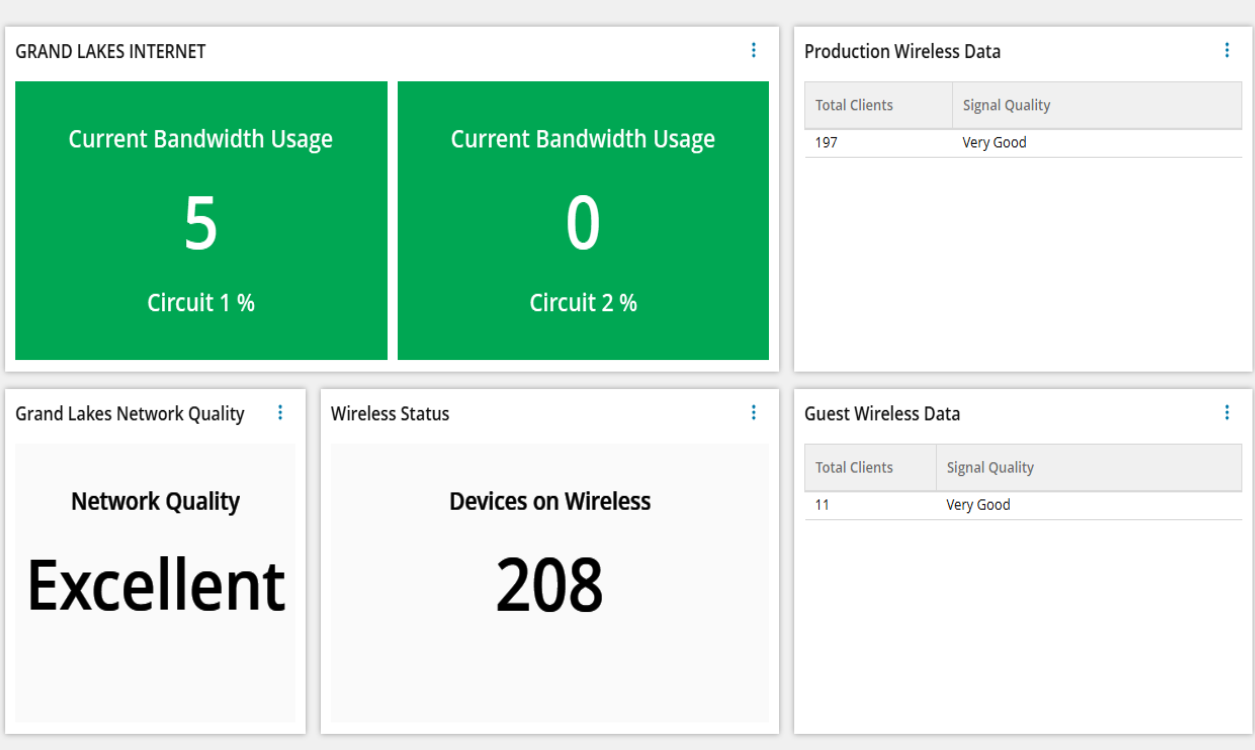 GRAND LAKES INTERNET
Current Bandwidth Usage
5
Circuit 1 %
Current Bandwidth Usage
0
Circuit 2 %
Production Wireless Data
Total Clients Signal Quality
197 Very Good
Grand Lakes Network Quality
Network Quality
Excellent
Wireless Status
Devices on Wireless
208
Guest Wireless Data
Total Clients Signal Quality
11 Very Good